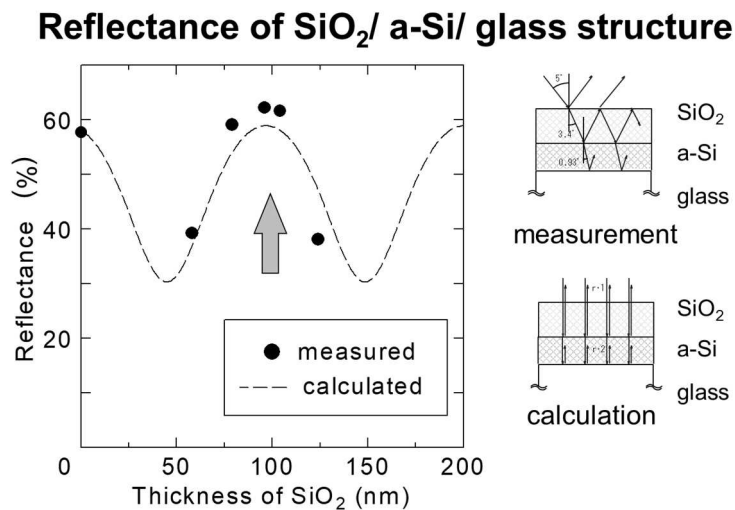 Reflectance of SiO₂/ a-Si/ glass structure
60
40
20
0
50
100
150
200
Reflectance (%)
Thickness of SiO₂ (nm)
measured
calculated
5°
3.4°
0.93°
SiO₂
a-Si
glass
measurement
r・1
r・2
SiO₂
a-Si
glass
calculation